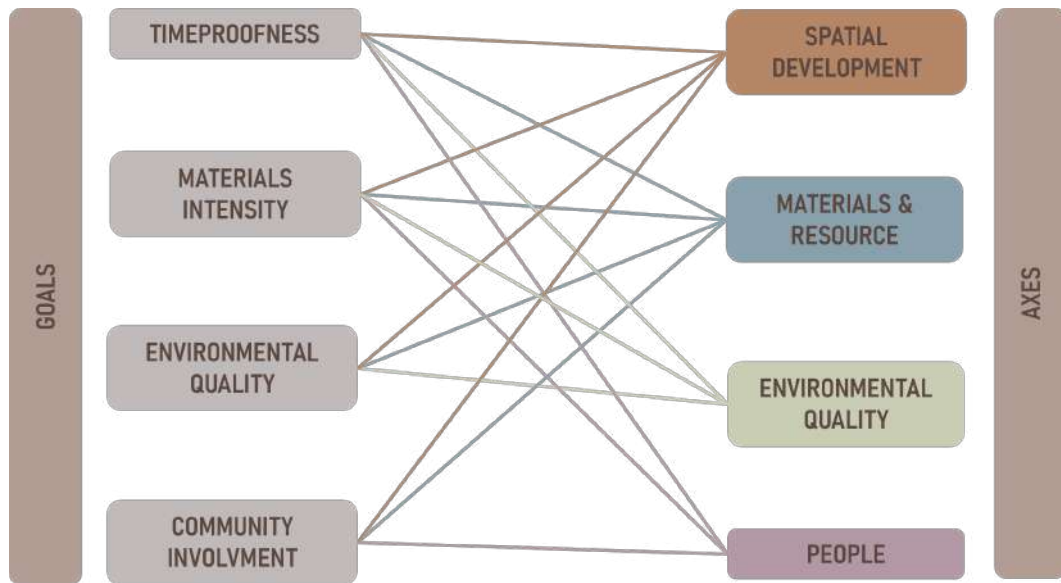 GOALS
TIMEPROOFNESS
MATERIALS
INTENSITY
ENVIRONMENTAL
QUALITY
COMMUNITY
INVOLVMENT
SPATIAL
DEVELOPMENT
MATERIALS &
RESOURCE
ENVIRONMENTAL
QUALITY
PEOPLE
AXES